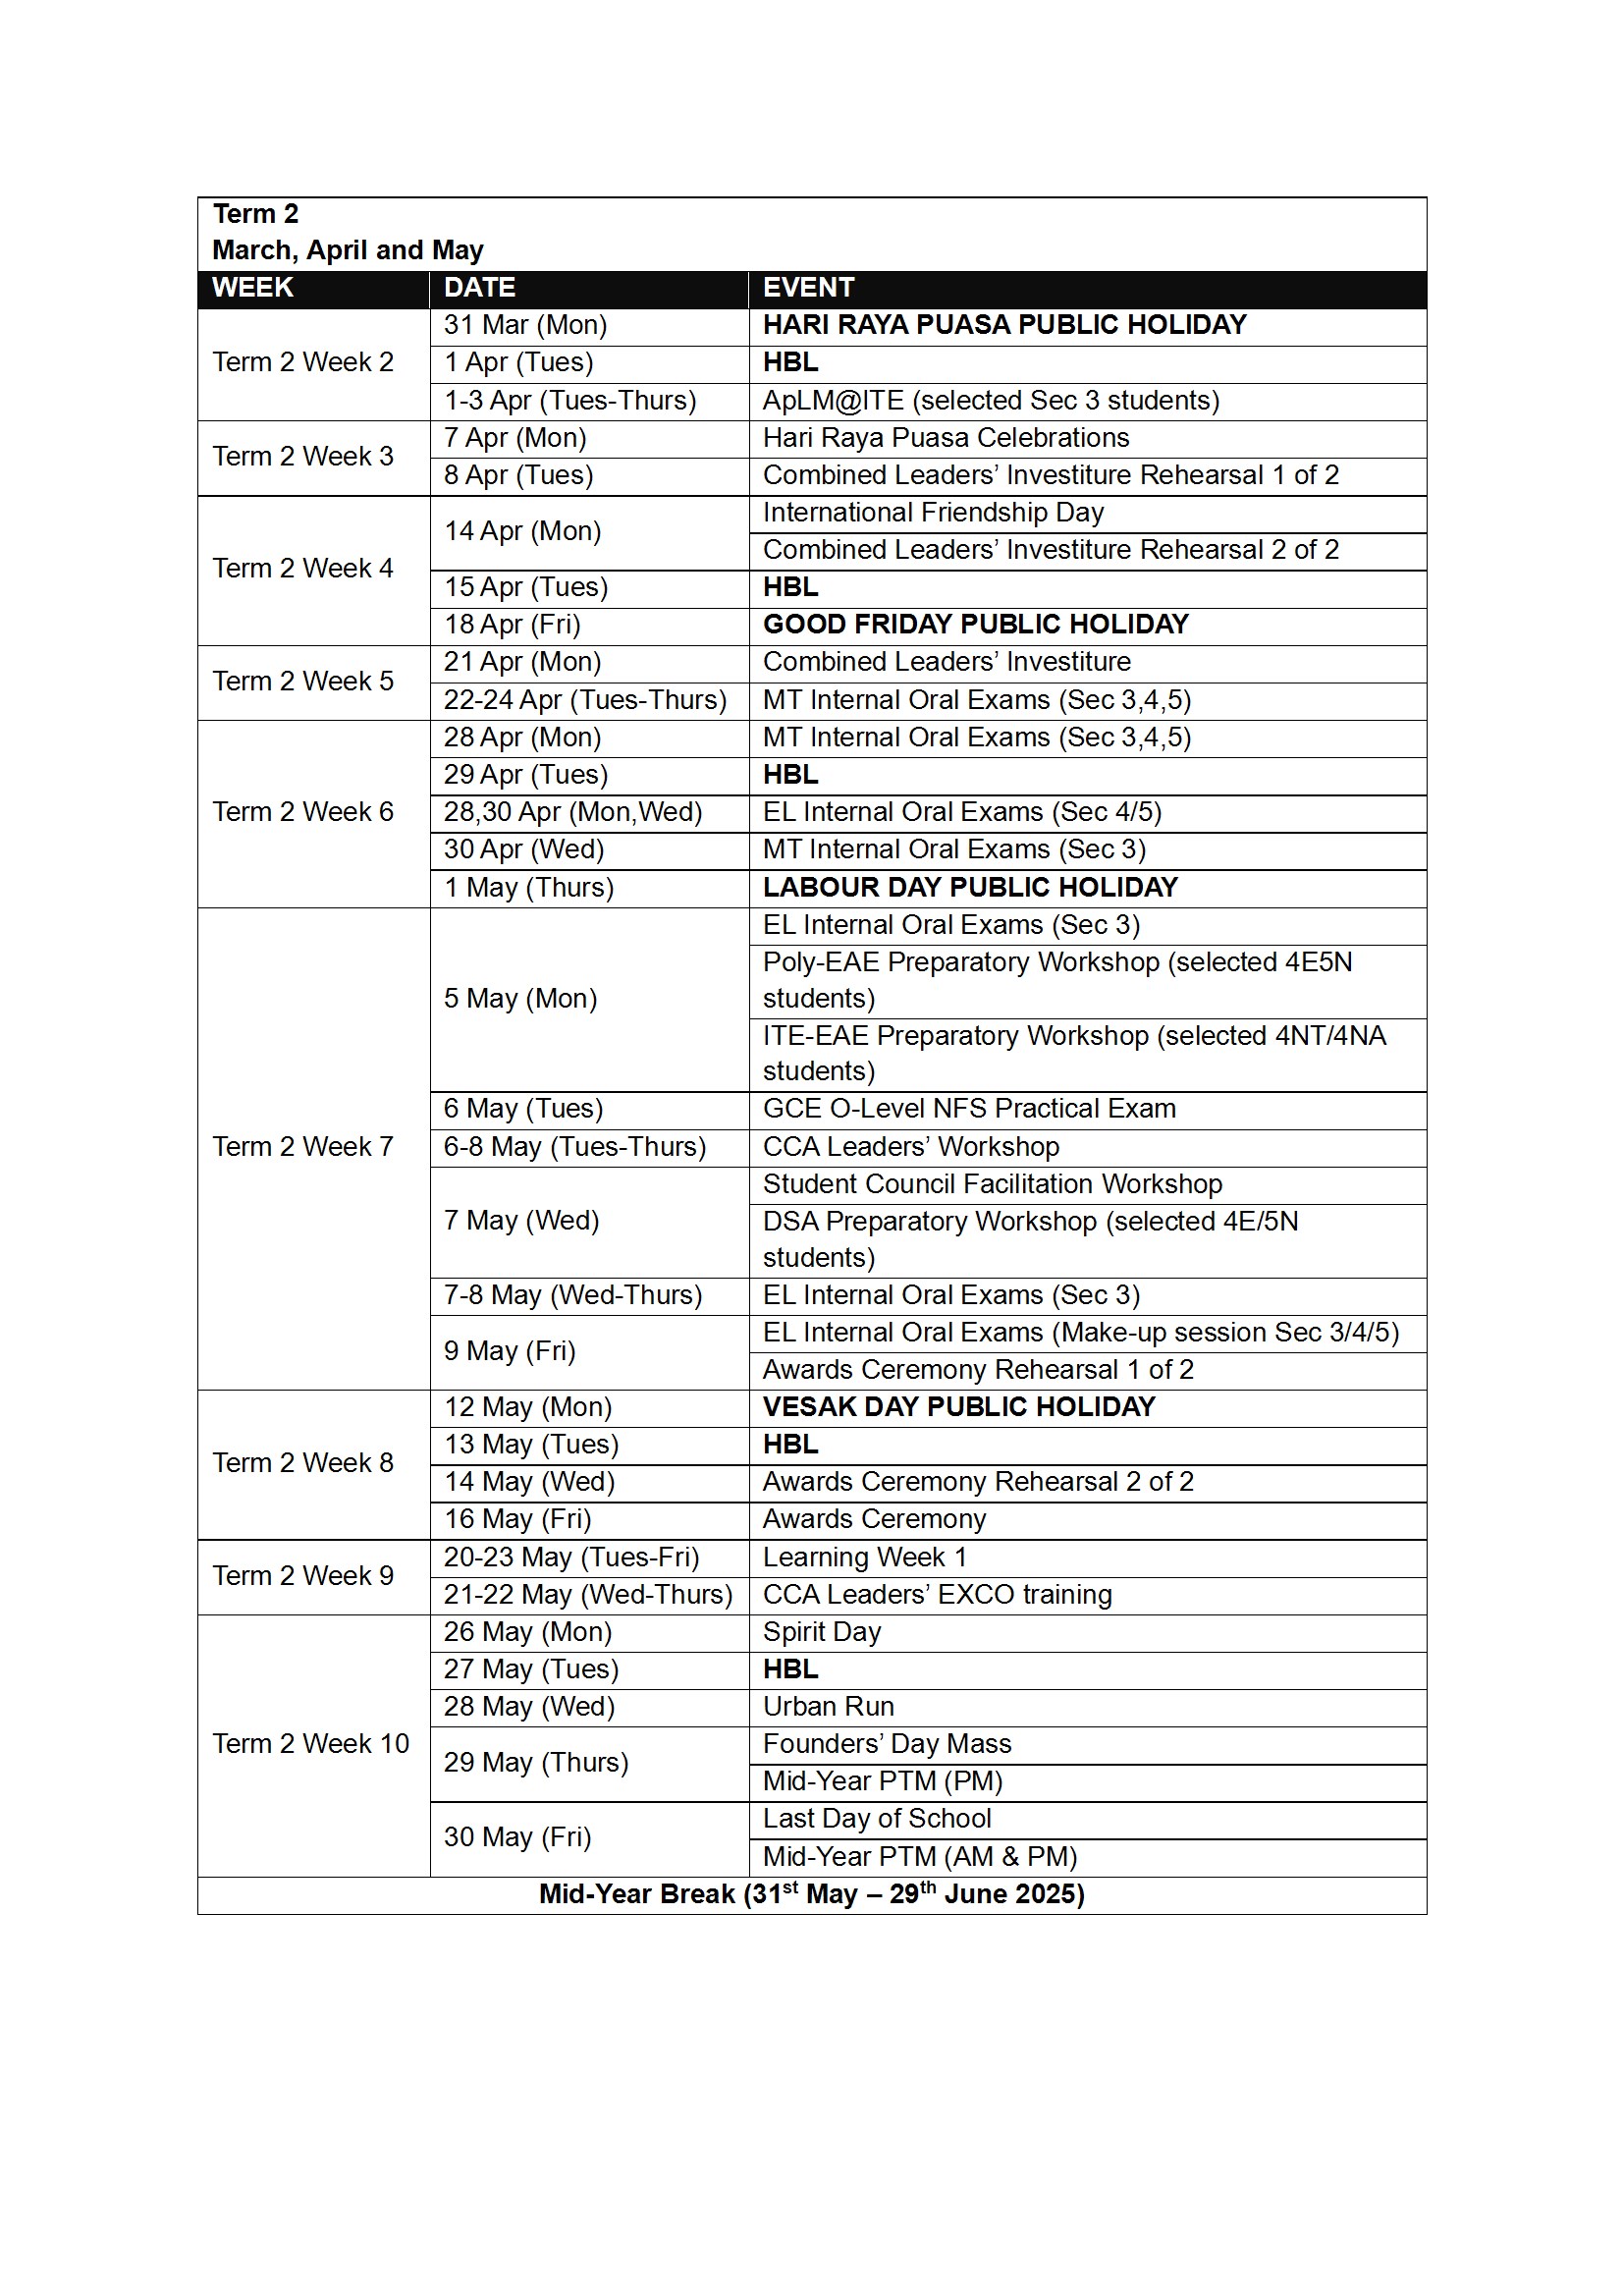 Term 2
March, April and May
WEEK DATE EVENT
Term 2 Week 2
31 Mar (Mon) HARI RAYA PUASA PUBLIC HOLIDAY
1 Apr (Tues) HBL
1-3 Apr (Tues-Thurs) ApLM@ITE (selected Sec 3 students)
Term 2 Week 3
7 Apr (Mon) Hari Raya Puasa Celebrations
8 Apr (Tues) Combined Leaders’ Investiture Rehearsal 1 of 2
Term 2 Week 4
14 Apr (Mon) International Friendship Day
Combined Leaders’ Investiture Rehearsal 2 of 2
15 Apr (Tues) HBL
18 Apr (Fri) GOOD FRIDAY PUBLIC HOLIDAY
Term 2 Week 5
21 Apr (Mon) Combined Leaders’ Investiture
22-24 Apr (Tues-Thurs) MT Internal Oral Exams (Sec 3,4,5)
Term 2 Week 6
28 Apr (Mon) MT Internal Oral Exams (Sec 3,4,5)
29 Apr (Tues) HBL
28,30 Apr (Mon,Wed) EL Internal Oral Exams (Sec 4/5)
30 Apr (Wed) MT Internal Oral Exams (Sec 3)
1 May (Thurs) LABOUR DAY PUBLIC HOLIDAY
Term 2 Week 7
5 May (Mon) EL Internal Oral Exams (Sec 3)
Poly-EAE Preparatory Workshop (selected 4E5N
students)
ITE-EAE Preparatory Workshop (selected 4NT/4NA
students)
6 May (Tues) GCE O-Level NFS Practical Exam
6-8 May (Tues-Thurs) CCA Leaders’ Workshop
7 May (Wed) Student Council Facilitation Workshop
DSA Preparatory Workshop (selected 4E/5N
students)
7-8 May (Wed-Thurs) EL Internal Oral Exams (Sec 3)
9 May (Fri) EL Internal Oral Exams (Make-up session Sec 3/4/5)
Awards Ceremony Rehearsal 1 of 2
Term 2 Week 8
12 May (Mon) VESAK DAY PUBLIC HOLIDAY
13 May (Tues) HBL
14 May (Wed) Awards Ceremony Rehearsal 2 of 2
16 May (Fri) Awards Ceremony
Term 2 Week 9
20-23 May (Tues-Fri) Learning Week 1
21-22 May (Wed-Thurs) CCA Leaders’ EXCO training
Term 2 Week 10
26 May (Mon) Spirit Day
27 May (Tues) HBL
28 May (Wed) Urban Run
29 May (Thurs) Founders’ Day Mass
Mid-Year PTM (PM)
30 May (Fri) Last Day of School
Mid-Year PTM (AM & PM)
Mid-Year Break (31st May – 29th June 2025)